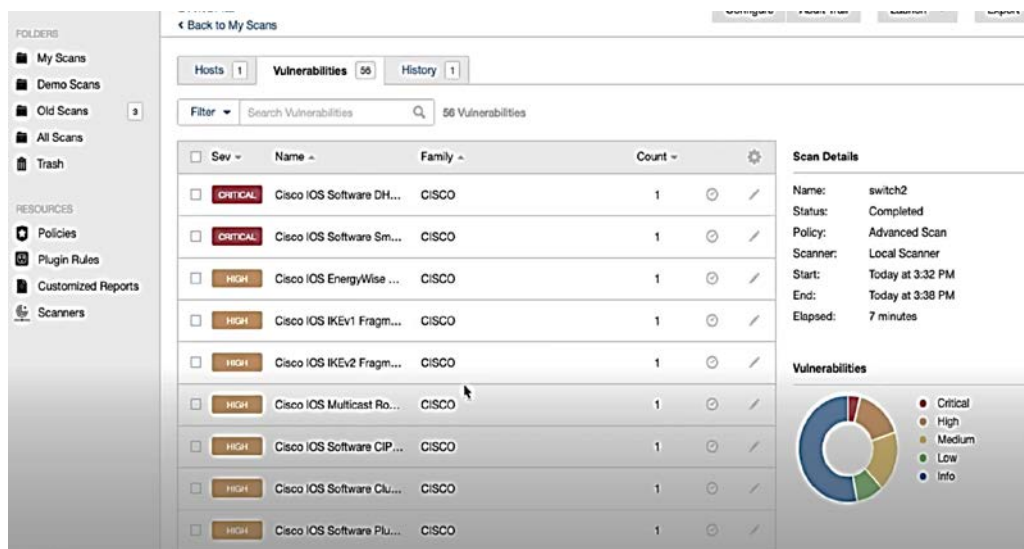 Configure Audit Trail Launch Export
Back to My Scans
FOLDERS
My Scans
Demo Scans
Old Scans 3
All Scans
Trash
RESOURCES
Policies
Plugin Rules
Customized Reports
Scanners
Hosts 1 Vulnerabilities 56 History 1
Filter Search Vulnerabilities 56 Vulnerabilities
Sev Name Family Count
CRITICAL Cisco IOS Software DH... CISCO 1
CRITICAL Cisco IOS Software Sm... CISCO 1
HIGH Cisco IOS EnergyWise ... CISCO 1
HIGH Cisco IOS IKEv1 Fragm... CISCO 1
HIGH Cisco IOS IKEv2 Fragm... CISCO 1
HIGH Cisco IOS Multicast Ro... CISCO 1
HIGH Cisco IOS Software CIP... CISCO 1
HIGH Cisco IOS Software Clu... CISCO 1
HIGH Cisco IOS Software Plu... CISCO 1
Scan Details
Name: switch2
Status: Completed
Policy: Advanced Scan
Scanner: Local Scanner
Start: Today at 3:32 PM
End: Today at 3:38 PM
Elapsed: 7 minutes
Vulnerabilities
Critical
High
Medium
Low
Info